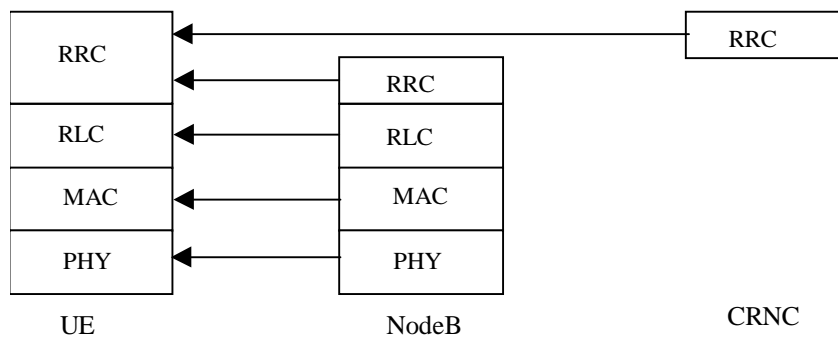 RRC
RRC
RRC
RLC
RLC
MAC
MAC
PHY
PHY
UE
NodeB
CRNC